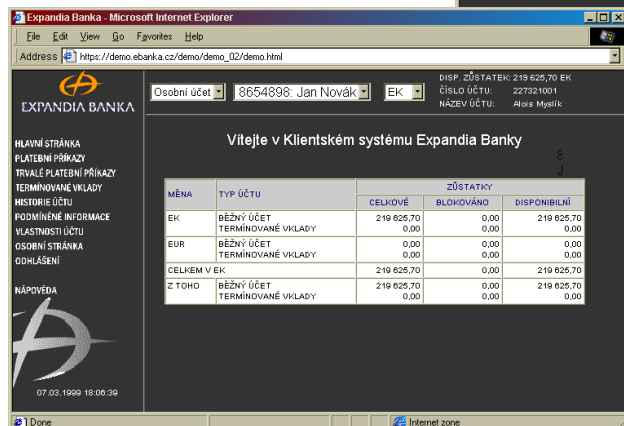 Expandia Banka - Microsoft Internet Explorer
File Edit View Go Favorites Help
Address https://demo.ebanka.cz/demo/demo_02/demo.html
EXPANDIA BANKA
Osobní účet 8654898: Jan Novák EK
DISP. ZŮSTATEK: 219 625,70 EK
ČÍSLO ÚČTU: 227321001
NÁZEV ÚČTU: Alois Myslík
HLAVNÍ STRÁNKA
PLATEBNÍ PŘÍKAZY
TRVALÉ PLATEBNÍ PŘÍKAZY
TERMÍNOVANÉ VKLADY
HISTORIE ÚČTU
PODMÍNĚNÉ INFORMACE
VLASTNOSTI ÚČTU
OSOBNÍ STRÁNKA
ODHLÁŠENÍ
NÁPOVĚDA
07.03.1999 18:06:39
Vítejte v Klientském systému Expandia Banky
MĚNA TYP ÚČTU ZŮSTATKY
CELKOVÉ BLOKOVÁNO DISPONIBILNÍ
EK BĚŽNÝ ÚČET 219 625,70 0,00 219 625,70
TERMÍNOVANÉ VKLADY 0,00 0,00 0,00
EUR BĚŽNÝ ÚČET 219 625,70 0,00 219 625,70
TERMÍNOVANÉ VKLADY 0,00 0,00 0,00
CELKEM V EK 219 625,70 0,00 219 625,70
Z TOHO BĚŽNÝ ÚČET 219 625,70 0,00 219 625,70
TERMÍNOVANÉ VKLADY 0,00 0,00 0,00
Done Internet zone